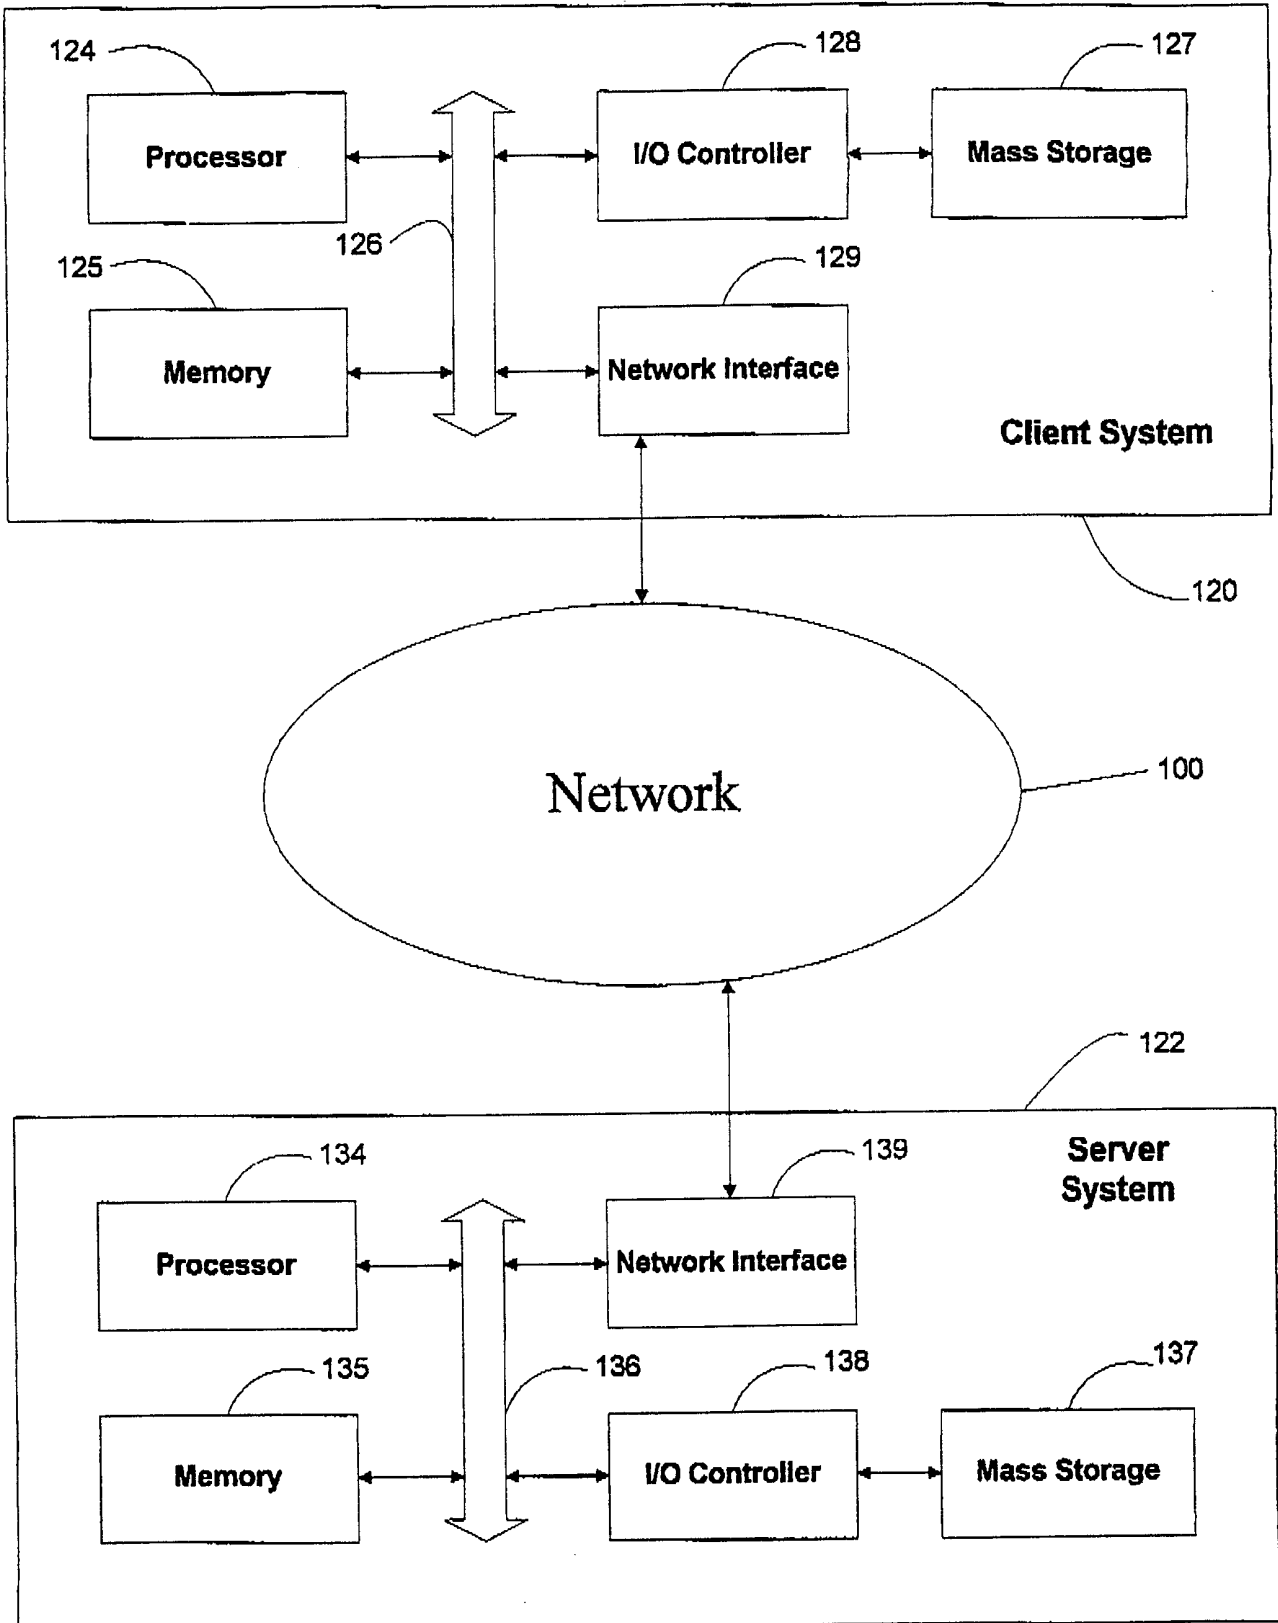 124
128
127
Processor
I/O Controller
Mass Storage
126
125
129
Memory
Network Interface
Client System
120
Network
100
122
Server
System
134
139
Processor
Network Interface
135
136
138
137
Memory
I/O Controller
Mass Storage